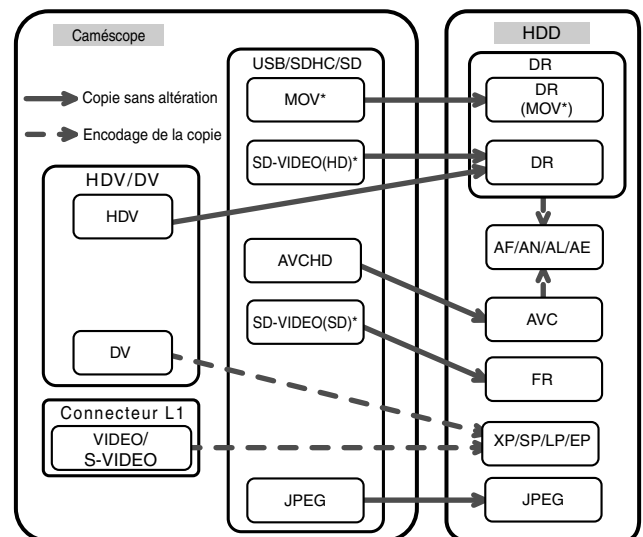 Caméscope
Copie sans altération
Encodage de la copie
HDV/DV
HDV
DV
Connecteur L1
VIDEO/
S-VIDEO
USB/SDHC/SD
MOV*
SD-VIDEO(HD)*
AVCHD
SD-VIDEO(SD)*
JPEG
HDD
DR
DR
(MOV*)
DR
AF/AN/AL/AE
AVC
FR
XP/SP/LP/EP
JPEG